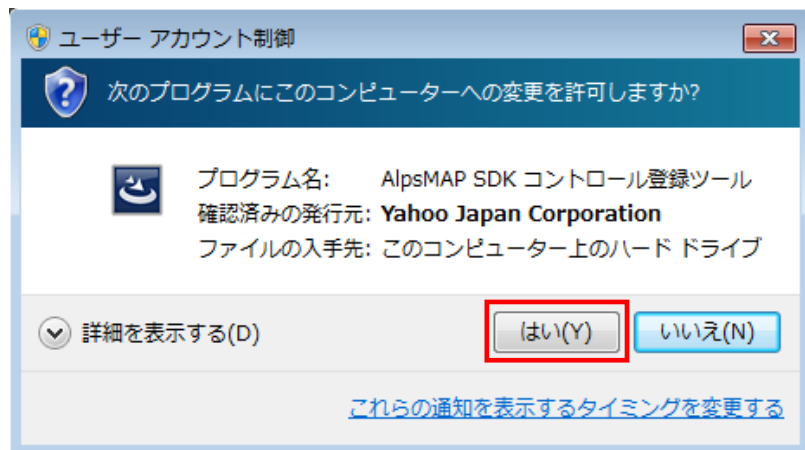 ユーザー アカウント制御
次のプログラムにこのコンピューターへの変更を許可しますか?
プログラム名: AlpsMAP SDK コントロール登録ツール
確認済みの発行元: Yahoo Japan Corporation
ファイルの入手先: このコンピューター上のハード ドライブ
詳細を表示する(D) はい(Y) いいえ(N)
これらの通知を表示するタイミングを変更する